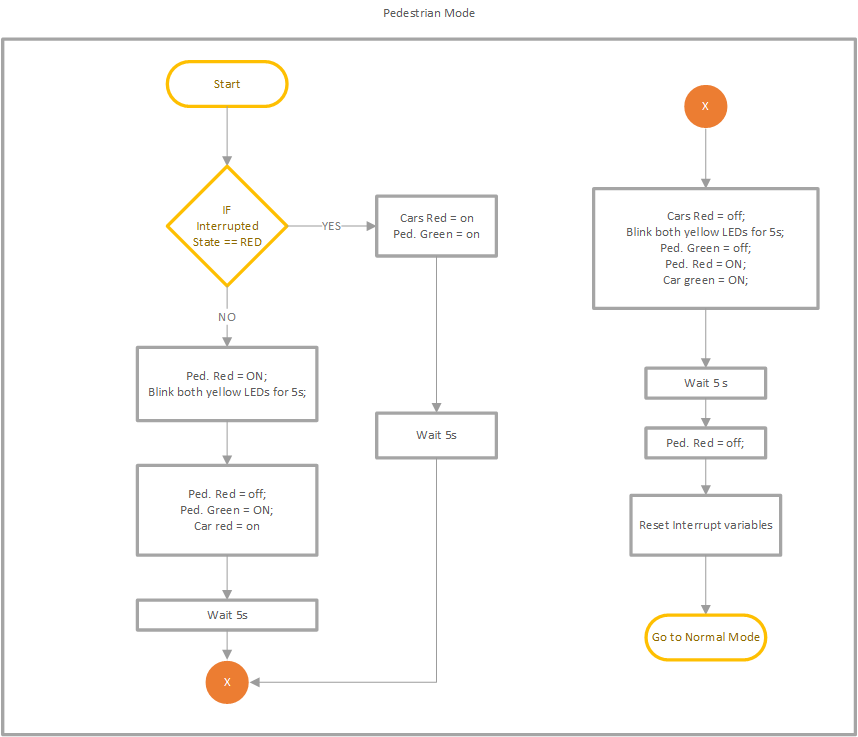 Pedestrian Mode
Start
IF
Interrupted
State == RED
YES
Cars Red = on
Ped. Green = on
NO
Ped. Red = ON;
Blink both yellow LEDs for 5s;
Wait 5s
Ped. Red = off;
Ped. Green = ON;
Car red = on
Wait 5s
X
X
Cars Red = off;
Blink both yellow LEDs for 5s;
Ped. Green = off;
Ped. Red = ON;
Car green = ON;
Wait 5 s
Ped. Red = off;
Reset Interrupt variables
Go to Normal Mode